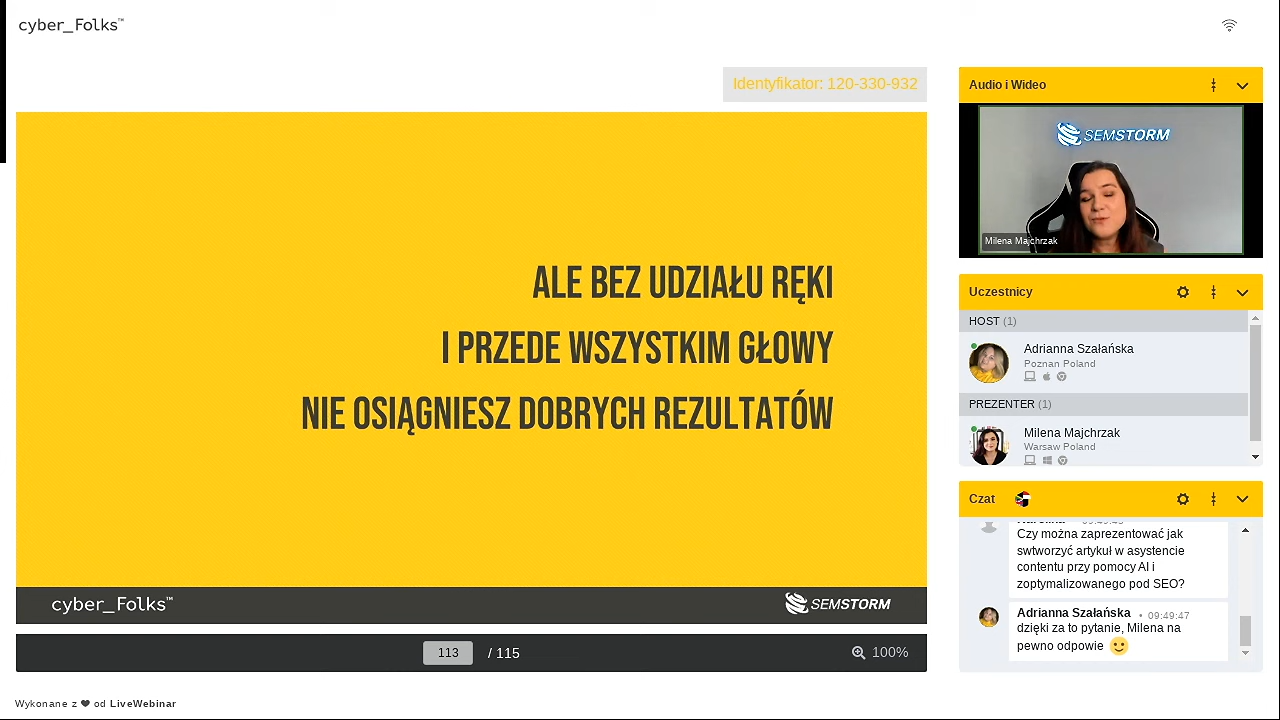 cyber_Folks™
Identyfikator: 120-330-932
ALE BEZ UDZIAŁU RĘKI
I PRZEDE WSZYSTKIM GŁOWY
NIE OSIĄGNIESZ DOBRYCH REZULTATÓW
cyber_Folks™
SEMSTORM
113 / 115
100%
Wykonane z ❤ od LiveWebinar
Audio i Wideo
SEMSTORM
Milena Majchrzak
Uczestnicy
HOST (1)
Adrianna Szałańska
Poznan Poland
PREZENTER (1)
Milena Majchrzak
Warsaw Poland
Czat
Czy można zaprezentować jak
swtworzyć artykuł w asystencie
contentu przy pomocy AI i
zoptymalizowanego pod SEO?
Adrianna Szałańska • 09:49:47
dzięki za to pytanie, Milena na
pewno odpowie 🙂